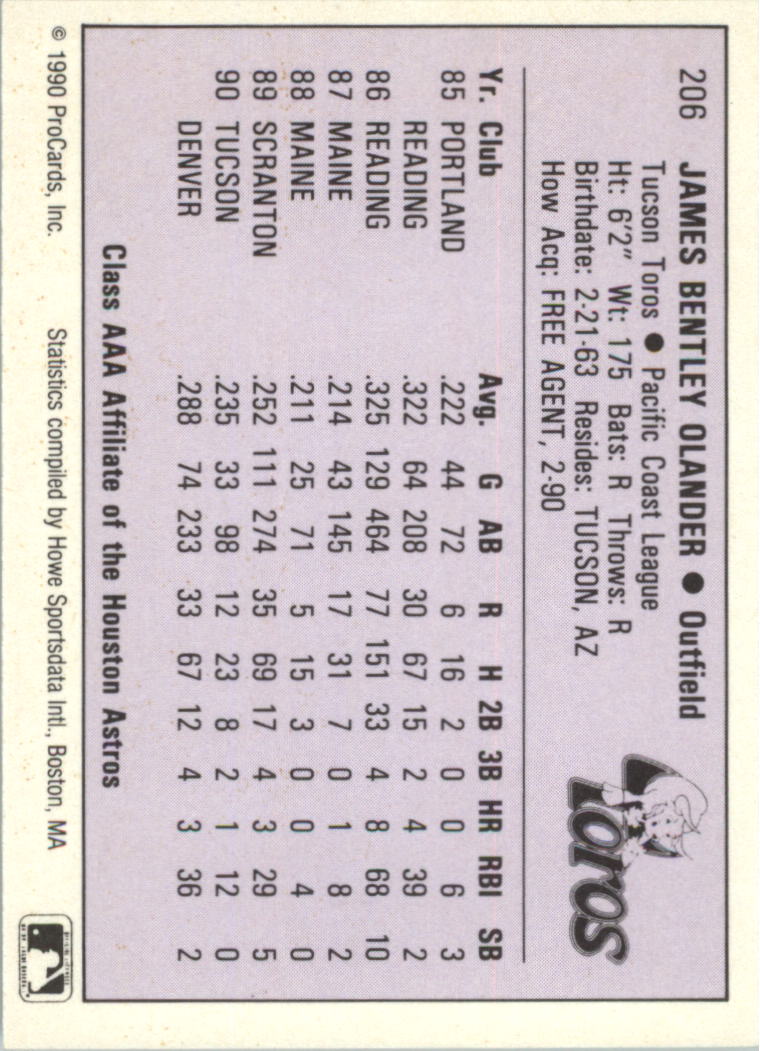 206 JAMES BENTLEY OLANDER ● Outfield
Tucson Toros ● Pacific Coast League
Ht: 6'2" Wt: 175 Bats: R Throws: R
Birthdate: 2-21-63 Resides: TUCSON, AZ
How Acq: FREE AGENT, 2-90
Toros
Yr. Club Avg. G AB R H 2B 3B HR RBI SB
85 PORTLAND .222 44 72 6 16 2 0 0 6 3
READING .322 64 208 30 67 15 2 4 39 2
86 READING .325 129 464 77 151 33 4 8 68 10
87 MAINE .214 43 145 17 31 7 0 1 8 2
88 MAINE .211 25 71 5 15 3 0 0 4 0
89 SCRANTON .252 111 274 35 69 17 4 3 29 5
90 TUCSON .235 33 98 12 23 8 2 1 12 0
DENVER .288 74 233 33 67 12 4 3 36 2
Class AAA Affiliate of the Houston Astros
© 1990 ProCards, Inc. Statistics compiled by Howe Sportsdata Intl., Boston, MA